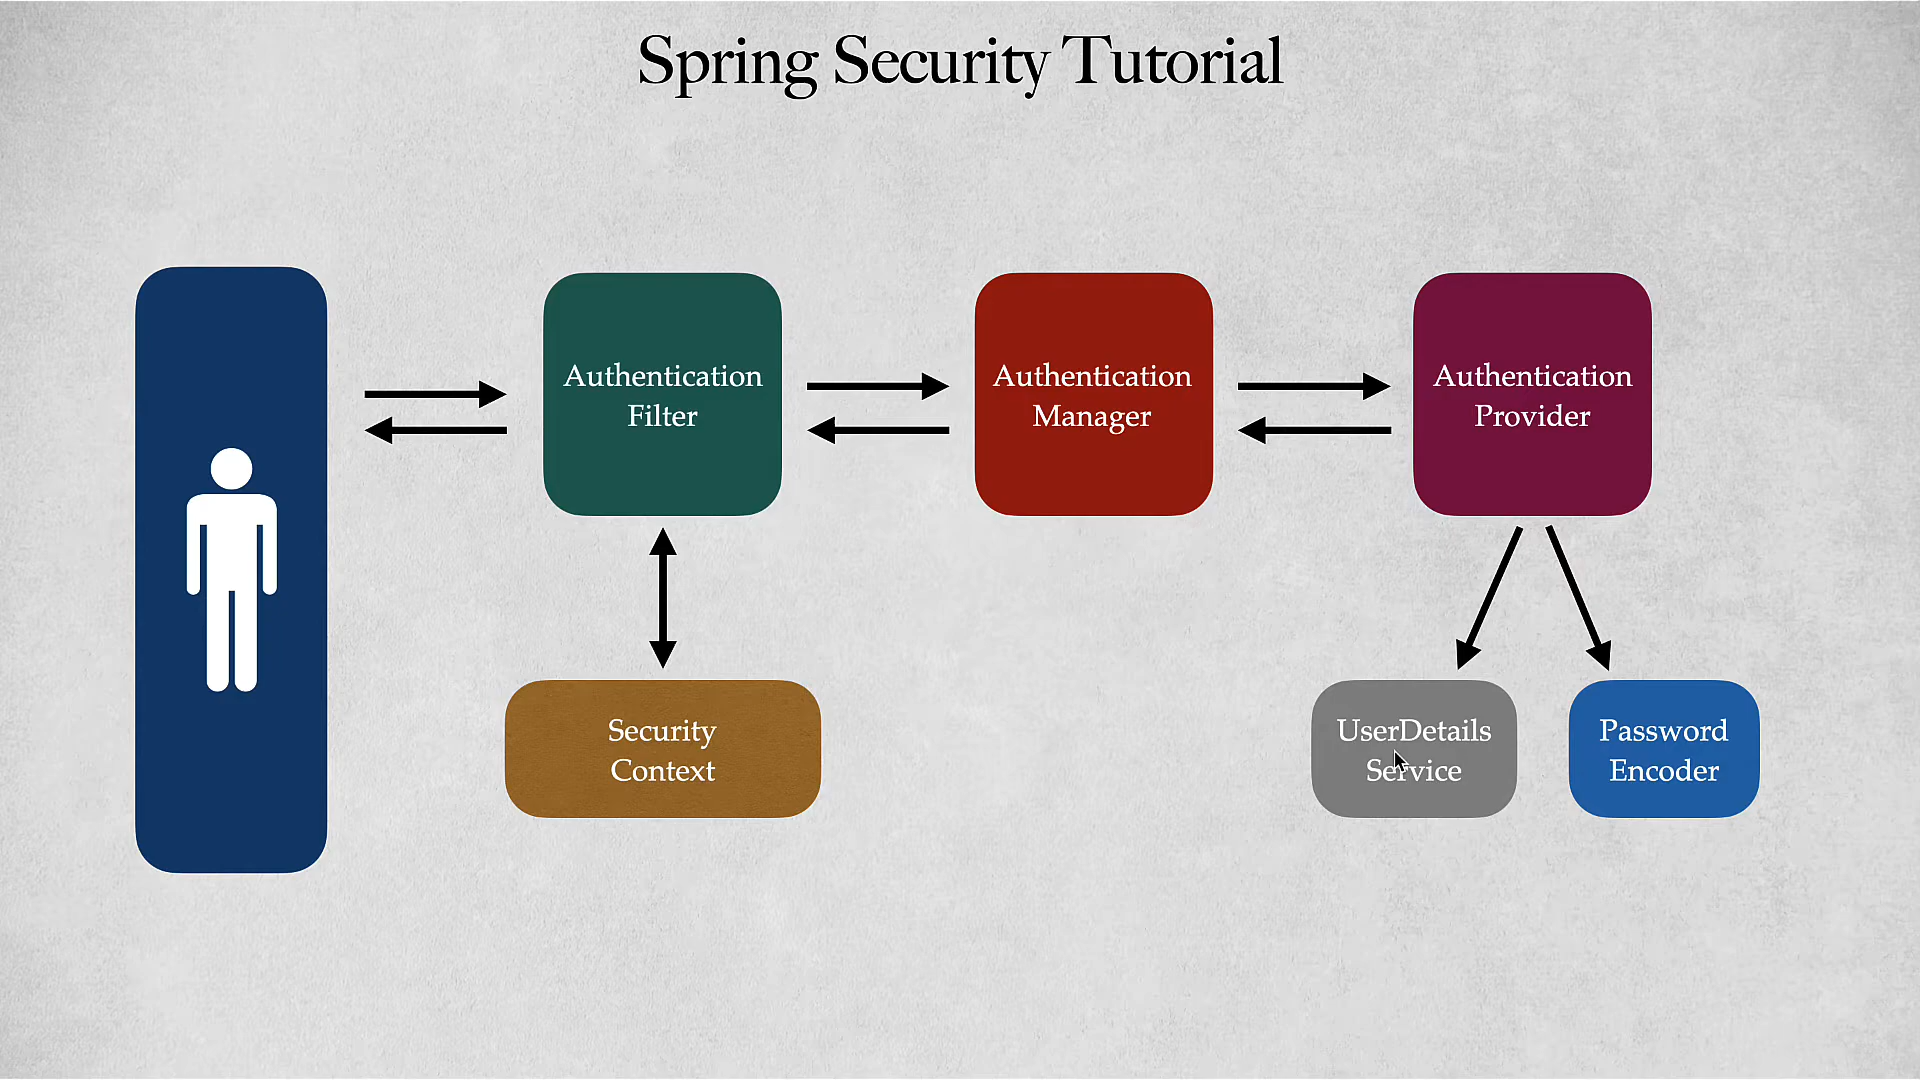 Spring Security Tutorial
Authentication
Filter
Authentication
Manager
Authentication
Provider
Security
Context
UserDetails
Service
Password
Encoder